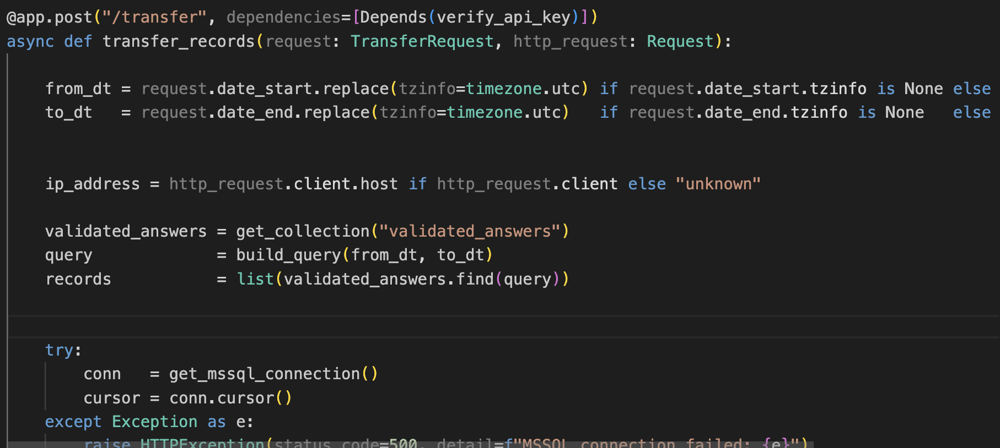 @app.post("/transfer", dependencies=[Depends(verify_api_key)])
async def transfer_records(request: TransferRequest, http_request: Request):
from_dt = request.date_start.replace(tzinfo=timezone.utc) if request.date_start.tzinfo is None else
to_dt   = request.date_end.replace(tzinfo=timezone.utc)   if request.date_end.tzinfo is None   else
ip_address = http_request.client.host if http_request.client else "unknown"
validated_answers = get_collection("validated_answers")
query             = build_query(from_dt, to_dt)
records           = list(validated_answers.find(query))
try:
conn   = get_mssql_connection()
cursor = conn.cursor()
except Exception as e:
raise HTTPException(status_code=500, detail=f"MSSQL connection failed: {e}")